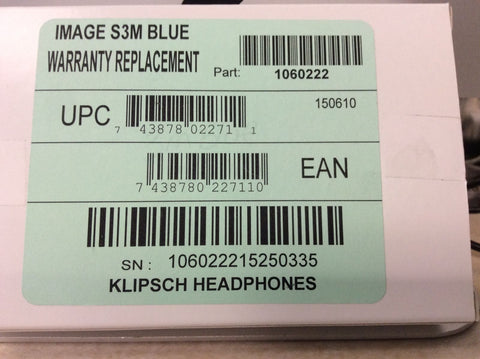 IMAGE S3M BLUE
WARRANTY REPLACEMENT
Part: 1060222
UPC
7 43878 02271 1
150610
7 438780 227110
EAN
SN : 106022215250335
KLIPSCH HEADPHONES